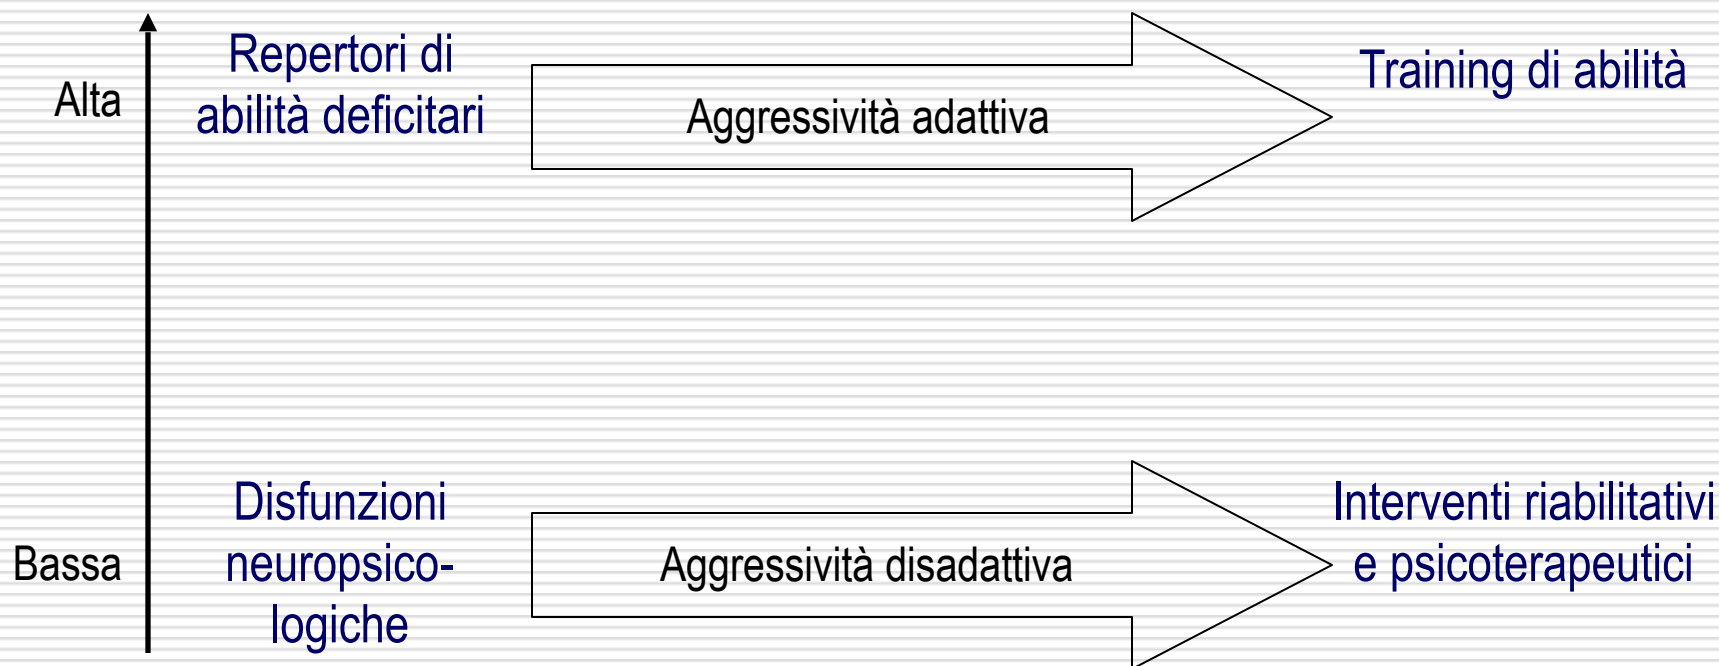 Alta
Repertori di
abilità deficitari
Aggressività adattiva
Training di abilità
Bassa
Disfunzioni
neuropsico-
logiche
Aggressività disadattiva
Interventi riabilitativi
e psicoterapeutici